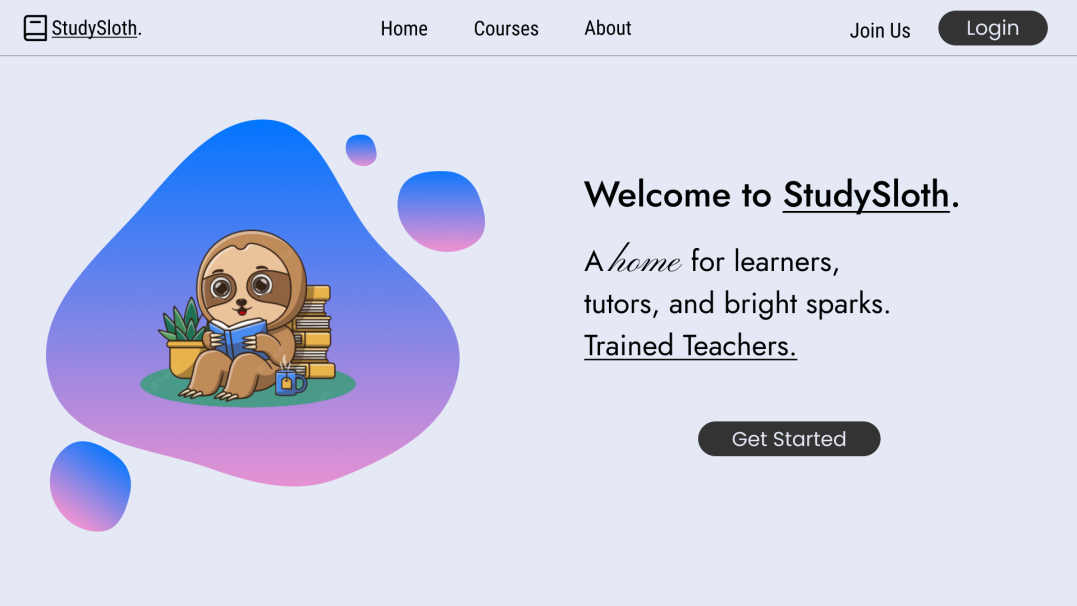 StudySloth.
Home
Courses
About
Join Us
Login
Welcome to StudySloth.
A home for learners,
tutors, and bright sparks.
Trained Teachers.
Get Started